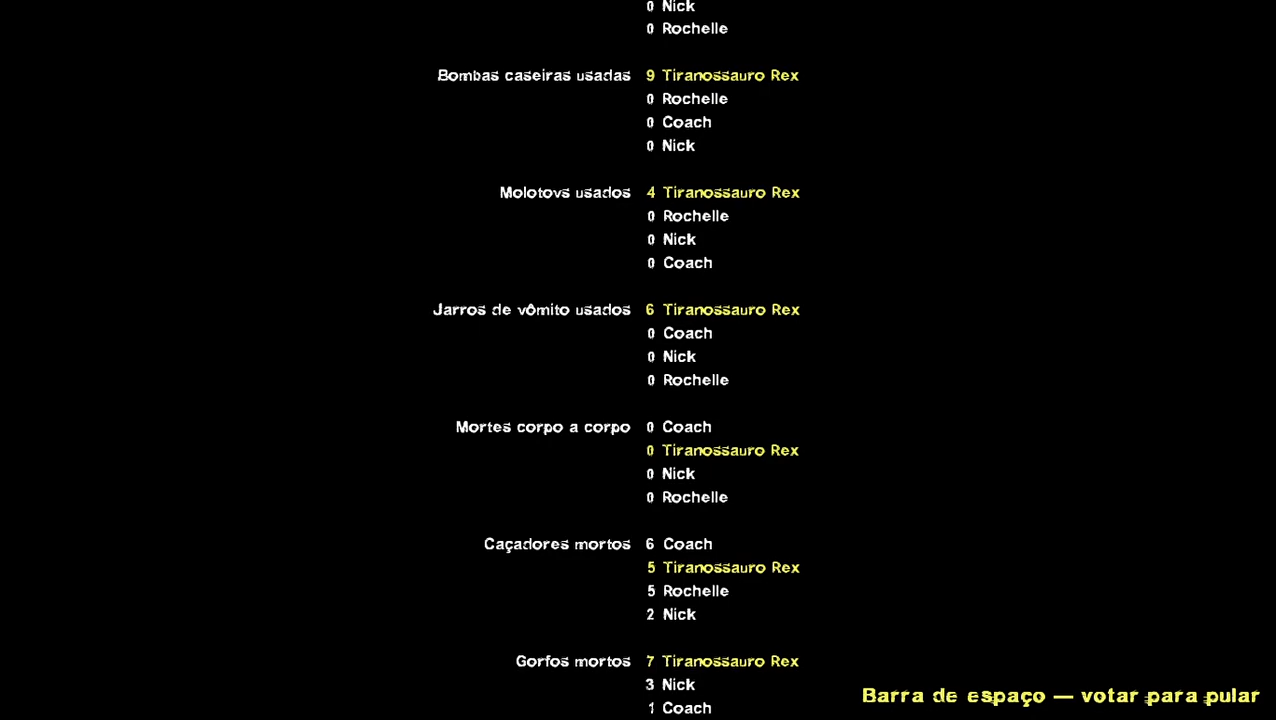 0 Nick
0 Rochelle
Bombas caseiras usadas 9 Tiranossauro Rex
0 Rochelle
0 Coach
0 Nick
Molotovs usados 4 Tiranossauro Rex
0 Rochelle
0 Nick
0 Coach
Jarros de vômito usados 6 Tiranossauro Rex
0 Coach
0 Nick
0 Rochelle
Mortes corpo a corpo 0 Coach
0 Tiranossauro Rex
0 Nick
0 Rochelle
Caçadores mortos 6 Coach
5 Tiranossauro Rex
5 Rochelle
2 Nick
Gorfos mortos 7 Tiranossauro Rex
3 Nick
1 Coach
Barra de espaço — votar para pular